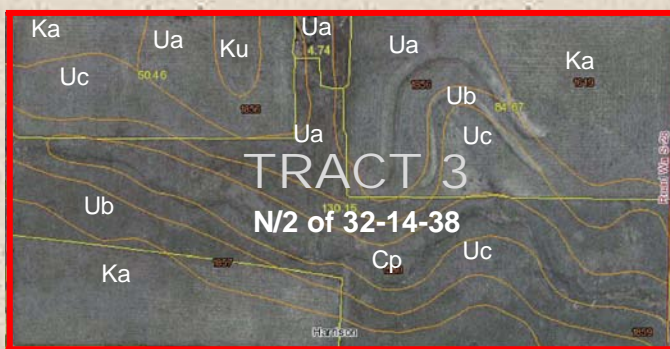 Ua
Ka
Ua
Ku
4.74
Ua
Ka
Uc
50.46
Ub
84.67
Ua
Uc
TRACT 3
Ub
130.15
N/2 of 32-14-38
Cp
Uc
Ka
1857
Harrison